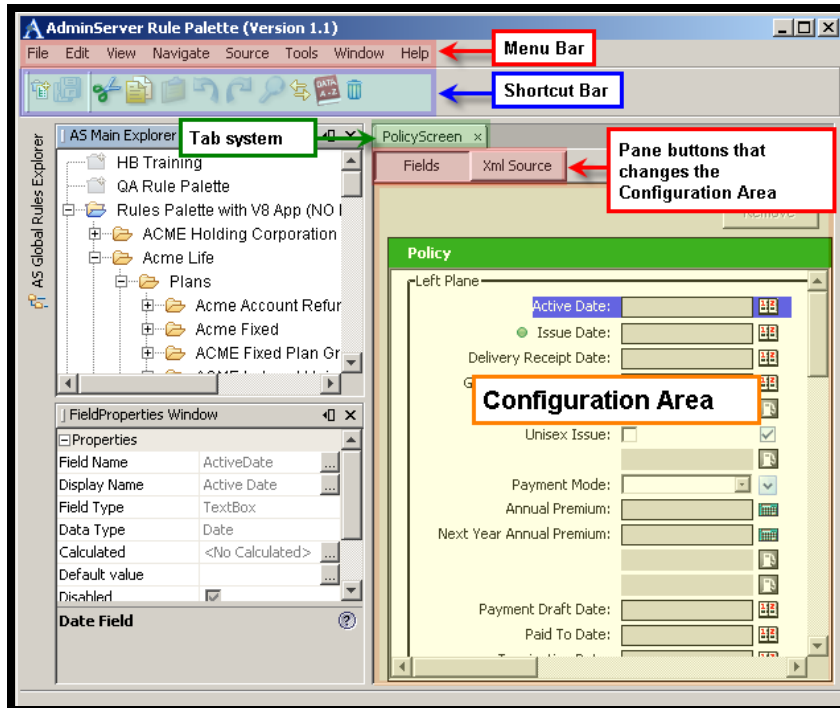 AdminServer Rule Palette (Version 1.1)
File Edit View Navigate Source Tools Window Help
Menu Bar
Shortcut Bar
DATA
A-Z
AS Global Rules Explorer
AS Main Explorer
Tab system
PolicyScreen ×
Fields Xml Source
Pane buttons that
changes the
Configuration Area
Remove
HB Training
QA Rule Palette
Rules Palette with V8 App (NO
ACME Holding Corporation
Acme Life
Plans
Acme Account Refur
Acme Fixed
ACME Fixed Plan Gr
Policy
Left Plane
Active Date:
Issue Date:
Delivery Receipt Date:
G
Configuration Area
Unisex Issue:
Payment Mode:
Annual Premium:
Next Year Annual Premium:
Payment Draft Date:
Paid To Date:
FieldProperties Window
Properties
Field Name ActiveDate ...
Display Name Active Date ...
Field Type TextBox
Data Type Date
Calculated <No Calculated> ...
Default value ...
Disabled
Date Field